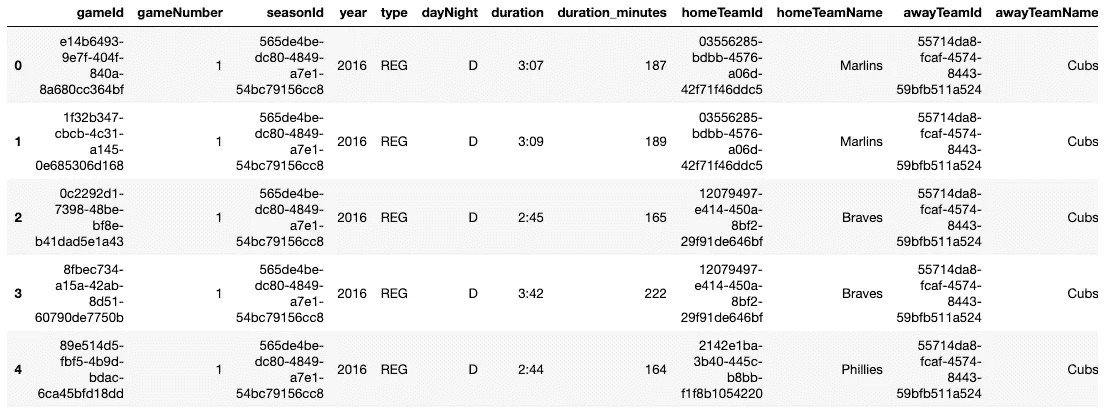 gameId gameNumber seasonId year type dayNight duration duration_minutes homeTeamId homeTeamName awayTeamId awayTeamName
e14b6493- 565de4be- 03556285- 55714da8-
9e7f-404f- dc80-4849- bdbb-4576- fcaf-4574-
0 1 2016 REG D 3:07 187 Marlins Cubs
840a- a7e1- a06d- 8443-
8a680cc364bf 54bc79156cc8 42f71f46ddc5 59bfb511a524
1f32b347- 565de4be- 03556285- 55714da8-
cbcb-4c31- dc80-4849- bdbb-4576- fcaf-4574-
1 1 2016 REG D 3:09 189 Marlins Cubs
a145- a7e1- a06d- 8443-
0e685306d168 54bc79156cc8 42f71f46ddc5 59bfb511a524
0c2292d1- 565de4be- 12079497- 55714da8-
7398-48be- dc80-4849- e414-450a- fcaf-4574-
2 1 2016 REG D 2:45 165 Braves Cubs
bf8e- a7e1- 8bf2- 8443-
b41dad5e1a43 54bc79156cc8 29f91de646bf 59bfb511a524
8fbec734- 565de4be- 12079497- 55714da8-
a15a-42ab- dc80-4849- e414-450a- fcaf-4574-
3 1 2016 REG D 3:42 222 Braves Cubs
8d51- a7e1- 8bf2- 8443-
60790de7750b 54bc79156cc8 29f91de646bf 59bfb511a524
89e514d5- 565de4be- 2142e1ba- 55714da8-
fbf5-4b9d- dc80-4849- 3b40-445c- fcaf-4574-
4 1 2016 REG D 2:44 164 Phillies Cubs
bdac- a7e1- b8bb- 8443-
6ca45bfd18dd 54bc79156cc8 f1f8b1054220 59bfb511a524